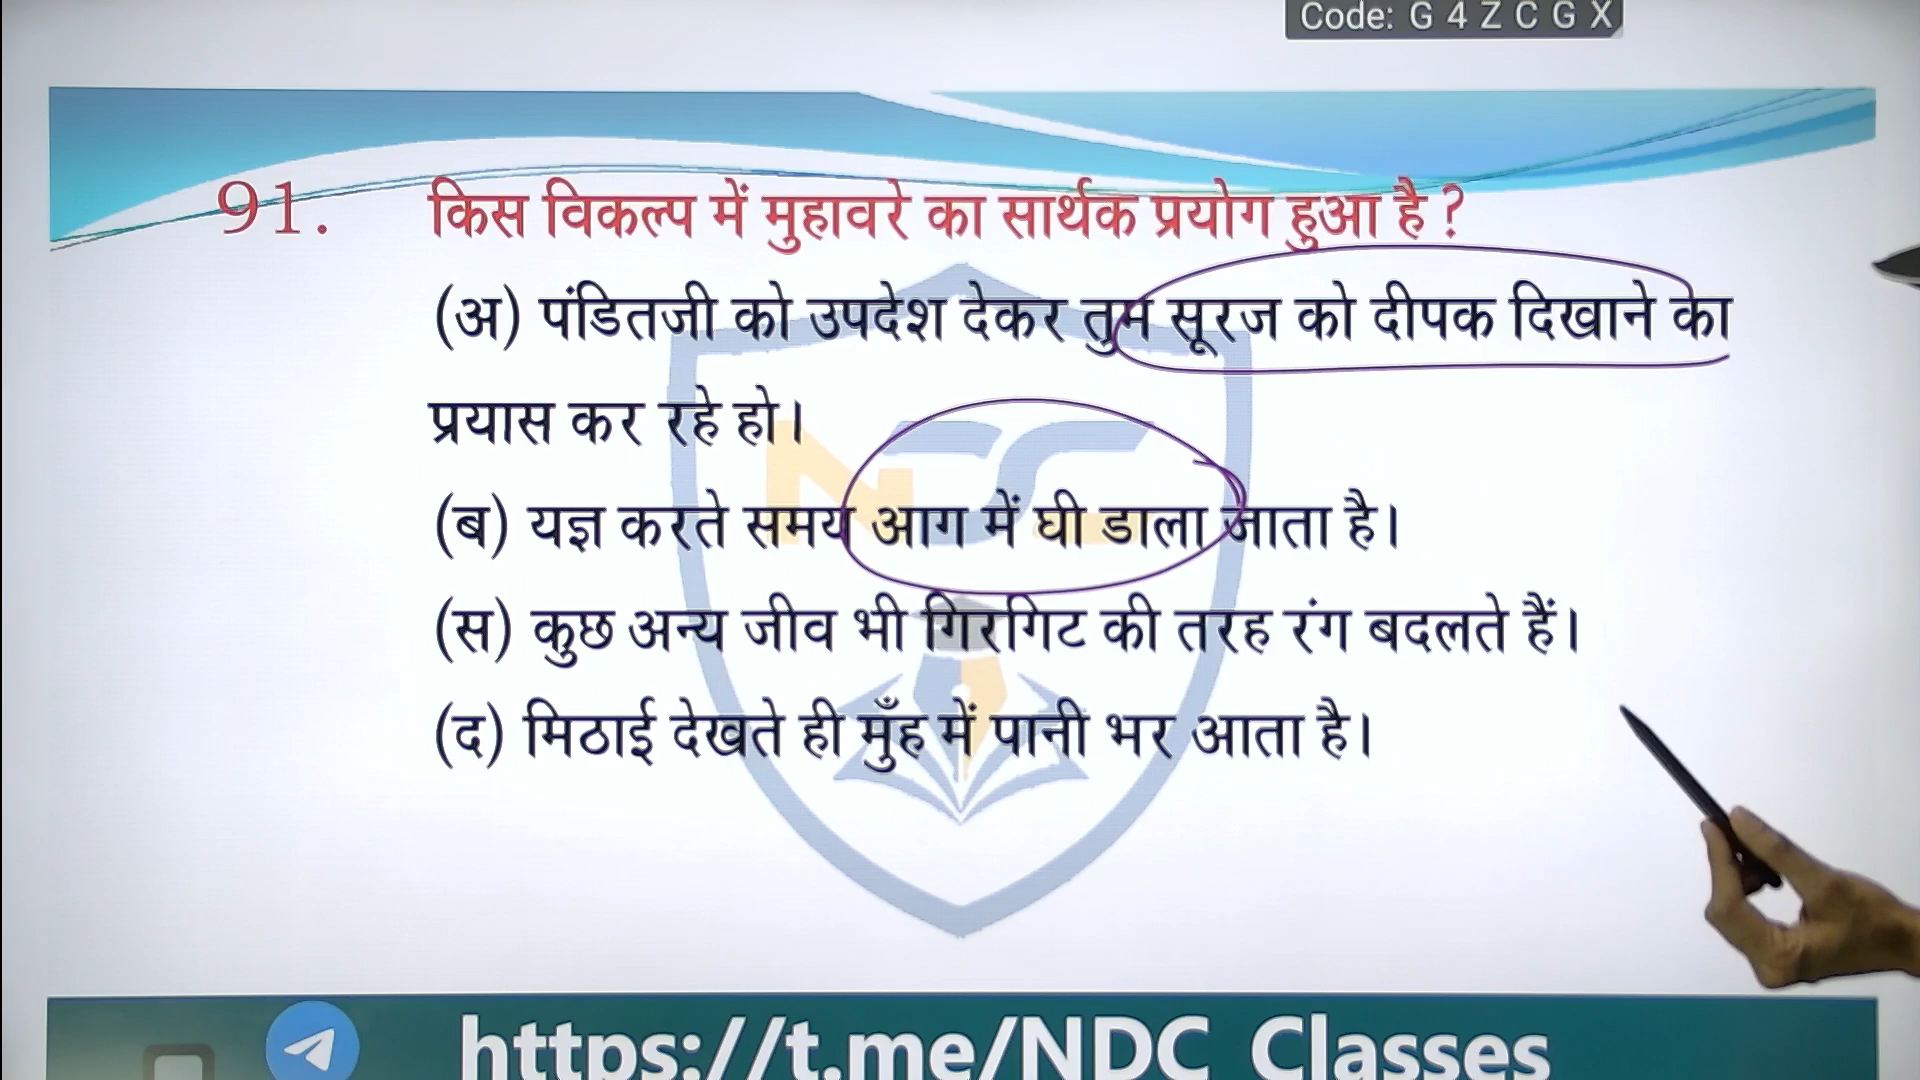 Code: G 4 Z C G X
91. किस विकल्प में मुहावरे का सार्थक प्रयोग हुआ है ?
(अ) पंडितजी को उपदेश देकर तुम सूरज को दीपक दिखाने का
प्रयास कर रहे हो।
(ब) यज्ञ करते समय आग में घी डाला जाता है।
(स) कुछ अन्य जीव भी गिरगिट की तरह रंग बदलते हैं।
(द) मिठाई देखते ही मुँह में पानी भर आता है।
https://t.me/NDC_Classes